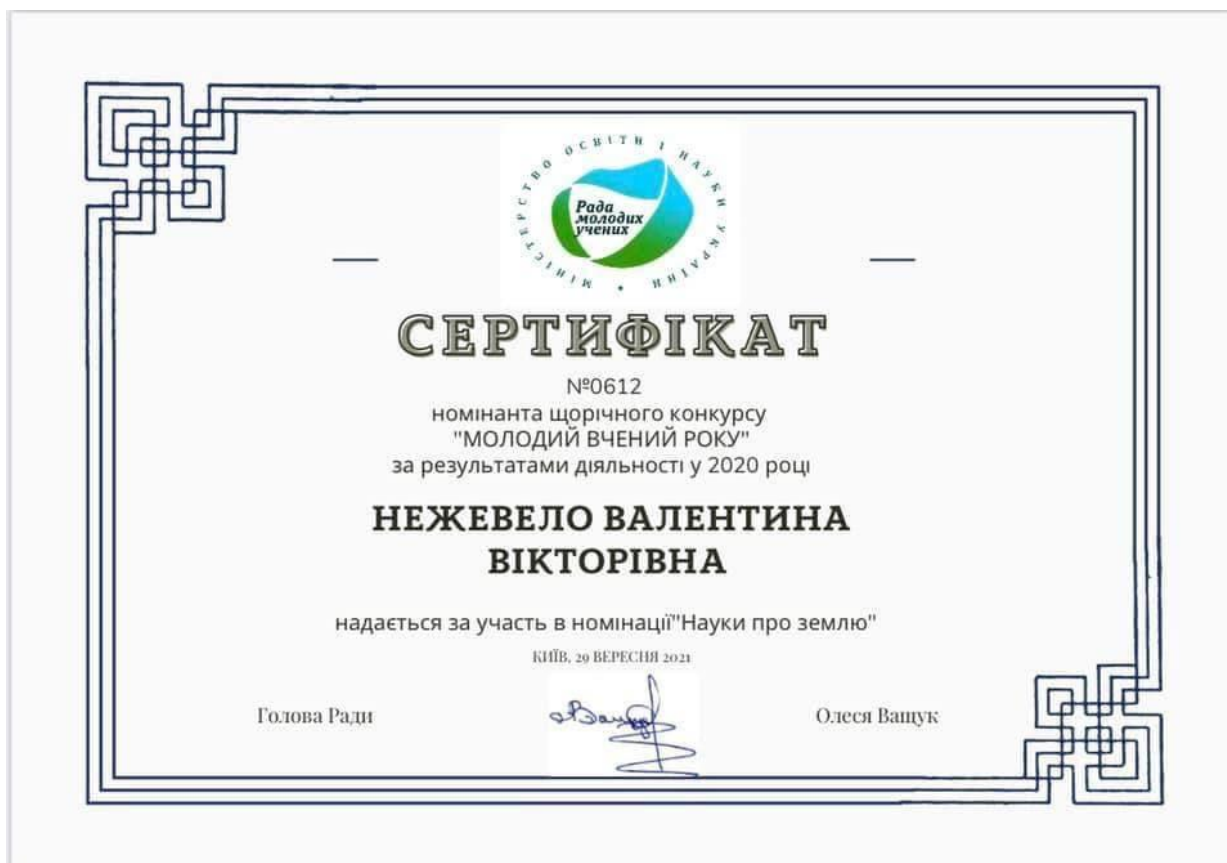 МІНІСТЕРСТВО ОСВІТИ І НАУКИ УКРАЇНИ
Рада
молодих
учених
СЕРТИФІКАТ
№0612
номінанта щорічного конкурсу
"МОЛОДИЙ ВЧЕНИЙ РОКУ"
за результатами діяльності у 2020 році
НЕЖЕВЕЛО ВАЛЕНТИНА
ВІКТОРІВНА
надається за участь в номінації"Науки про землю"
КИЇВ, 29 ВЕРЕСНЯ 2021
Голова Ради
Олеся Ващук